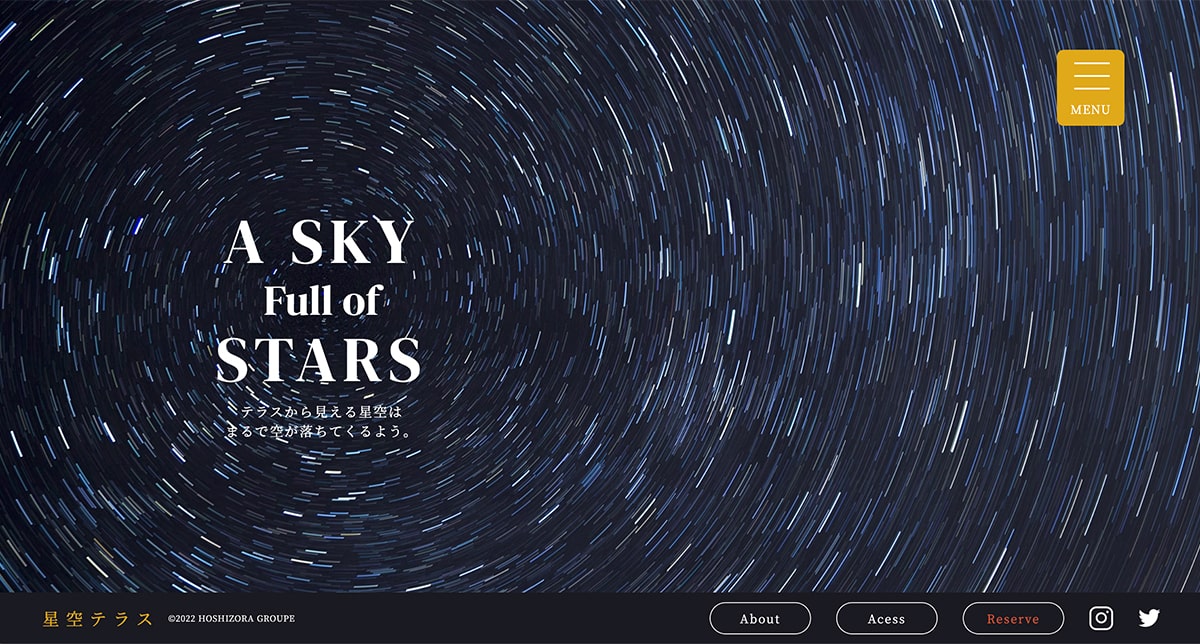 MENU
A SKY
Full of
STARS
テラスから見える星空は
まるで空が落ちてくるよう。
星空テラス ©2022 HOSHIZORA GROUPE
About
Acess
Reserve